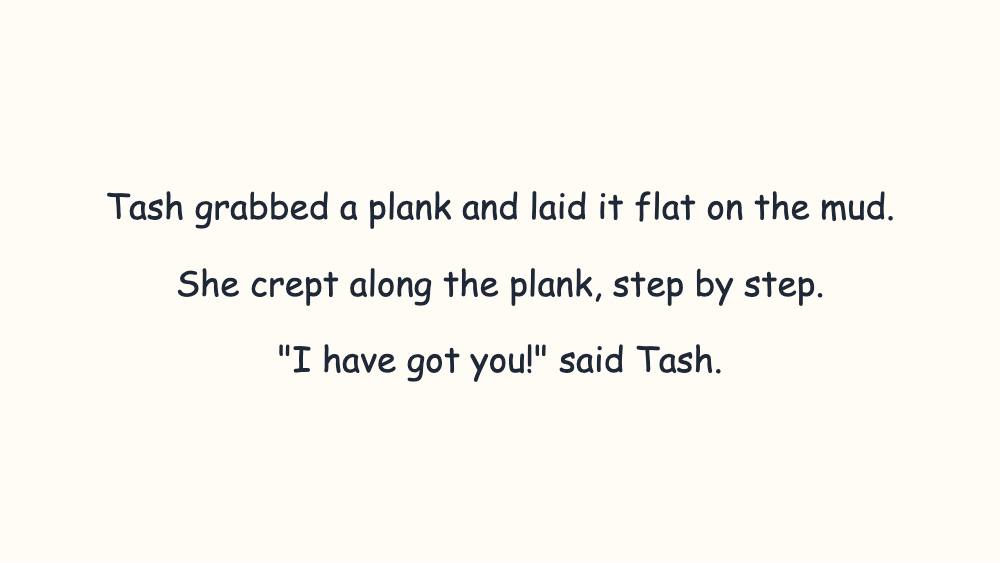 Tash grabbed a plank and laid it flat on the mud.
She crept along the plank, step by step.
"I have got you!" said Tash.